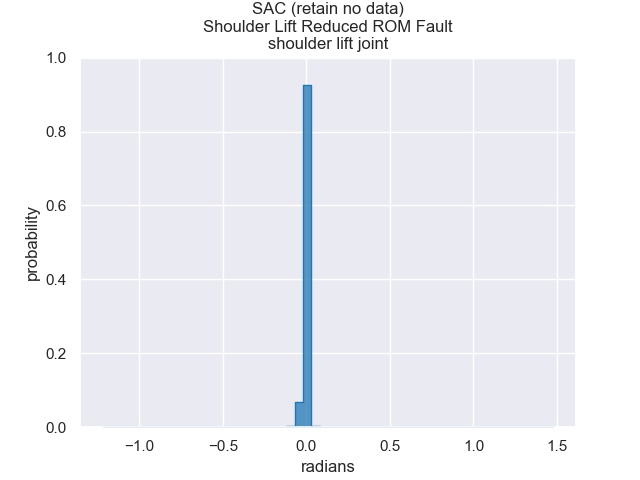 SAC (retain no data)
Shoulder Lift Reduced ROM Fault
shoulder lift joint
1.0
0.8
0.6
0.4
0.2
0.0
probability
−1.0 −0.5 0.0 0.5 1.0 1.5
radians